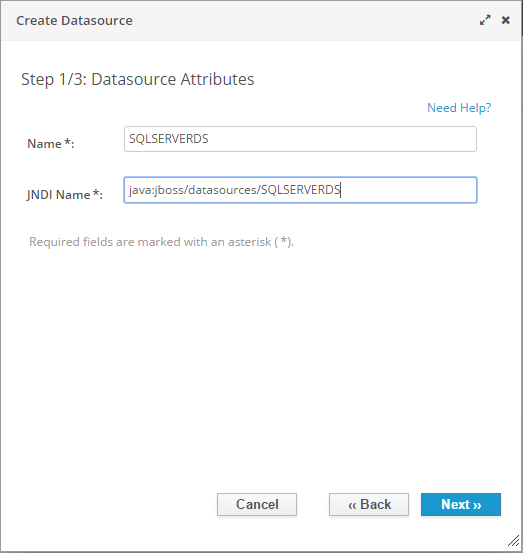 Create Datasource
Step 1/3: Datasource Attributes
Need Help?
Name *: SQLSERVERDS
JNDI Name *: java:jboss/datasources/SQLSERVERDS
Required fields are marked with an asterisk ( *).
Cancel ‹‹ Back Next ››